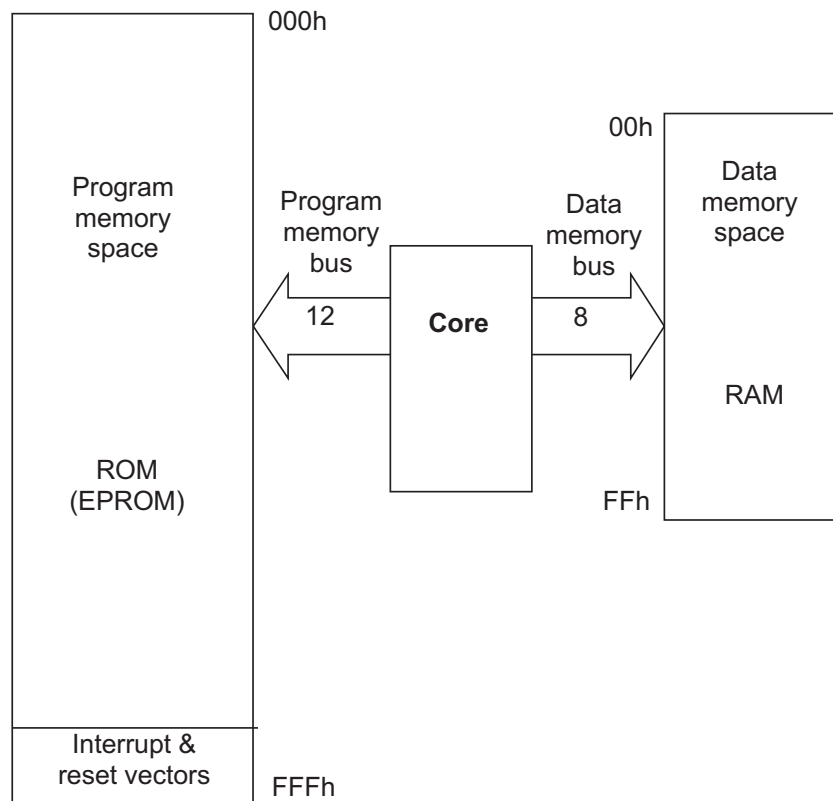 000h
Program
memory
space
ROM
(EPROM)
Interrupt &
reset vectors
FFFh
Program
memory
bus
12
Core
Data
memory
bus
8
00h
Data
memory
space
RAM
FFh